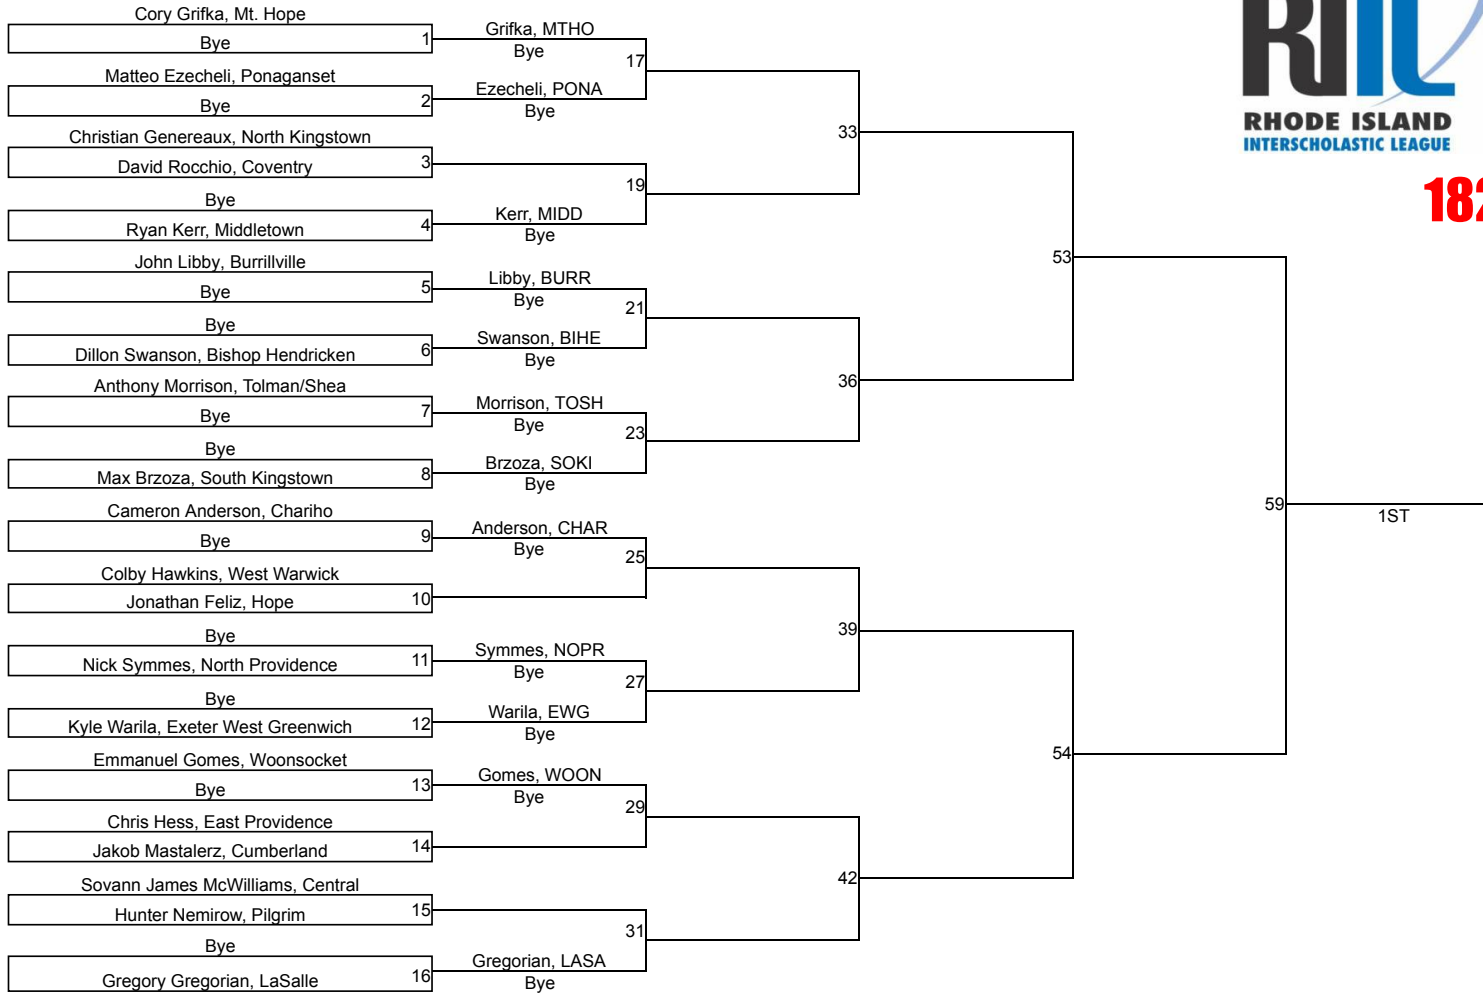 Cory Grifka, Mt. Hope
Bye
1
Grifka, MTHO
Bye
17
Matteo Ezecheli, Ponaganset
Bye
2
Ezecheli, PONA
Bye
33
Christian Genereaux, North Kingstown
David Rocchio, Coventry
3
19
Bye
Ryan Kerr, Middletown
4
Kerr, MIDD
Bye
53
John Libby, Burrillville
Bye
5
Libby, BURR
Bye
21
Bye
Dillon Swanson, Bishop Hendricken
6
Swanson, BIHE
Bye
36
Anthony Morrison, Tolman/Shea
Bye
7
Morrison, TOSH
Bye
23
Bye
Max Brzoza, South Kingstown
8
Brzoza, SOKI
Bye
59
1ST
Cameron Anderson, Chariho
Bye
9
Anderson, CHAR
Bye
25
Colby Hawkins, West Warwick
Jonathan Feliz, Hope
10
39
Bye
Nick Symmes, North Providence
11
Symmes, NOPR
Bye
27
Bye
Kyle Warila, Exeter West Greenwich
12
Warila, EWG
Bye
54
Emmanuel Gomes, Woonsocket
Bye
13
Gomes, WOON
Bye
29
Chris Hess, East Providence
Jakob Mastalerz, Cumberland
14
42
Sovann James McWilliams, Central
Hunter Nemirow, Pilgrim
15
31
Bye
Gregory Gregorian, LaSalle
16
Gregorian, LASA
Bye
RIIL
RHODE ISLAND
INTERSCHOLASTIC LEAGUE
182